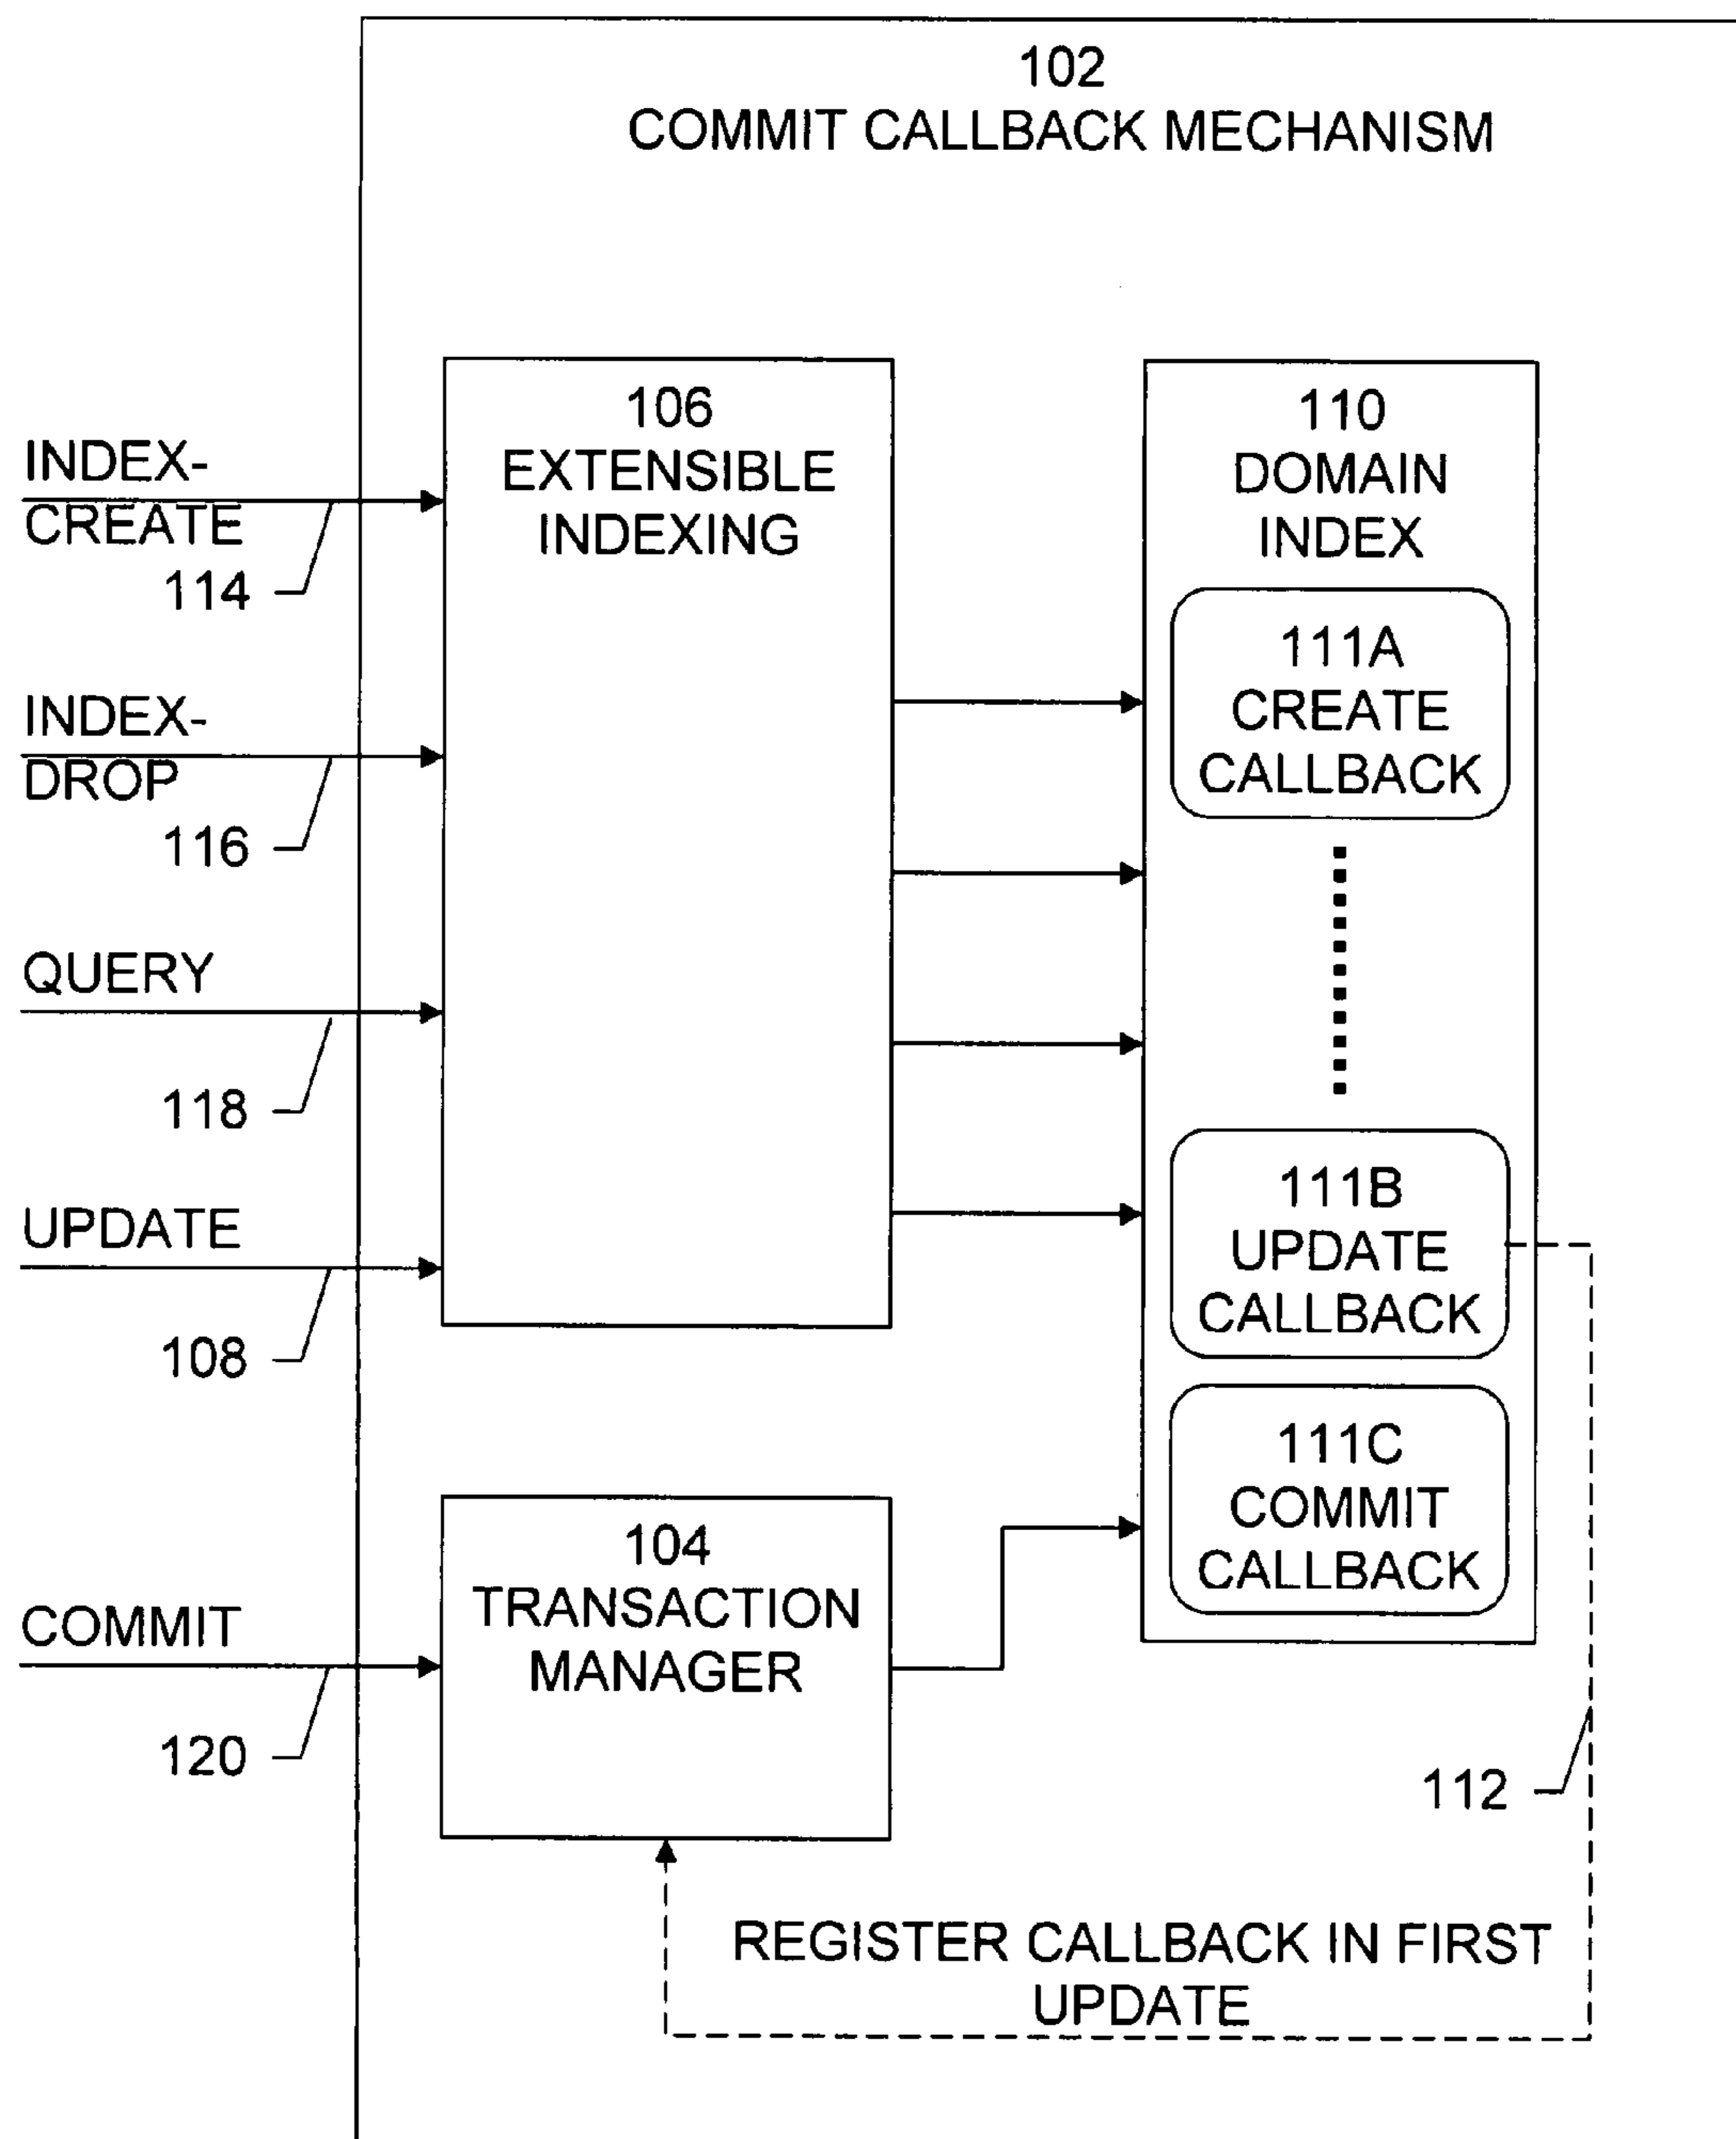 102
COMMIT CALLBACK MECHANISM
106
EXTENSIBLE
INDEXING
110
DOMAIN
INDEX
INDEX-
CREATE
114
111A
CREATE
CALLBACK
INDEX-
DROP
116
QUERY
118
UPDATE
108
111B
UPDATE
CALLBACK
111C
COMMIT
CALLBACK
104
TRANSACTION
MANAGER
COMMIT
120
112
REGISTER CALLBACK IN FIRST
UPDATE